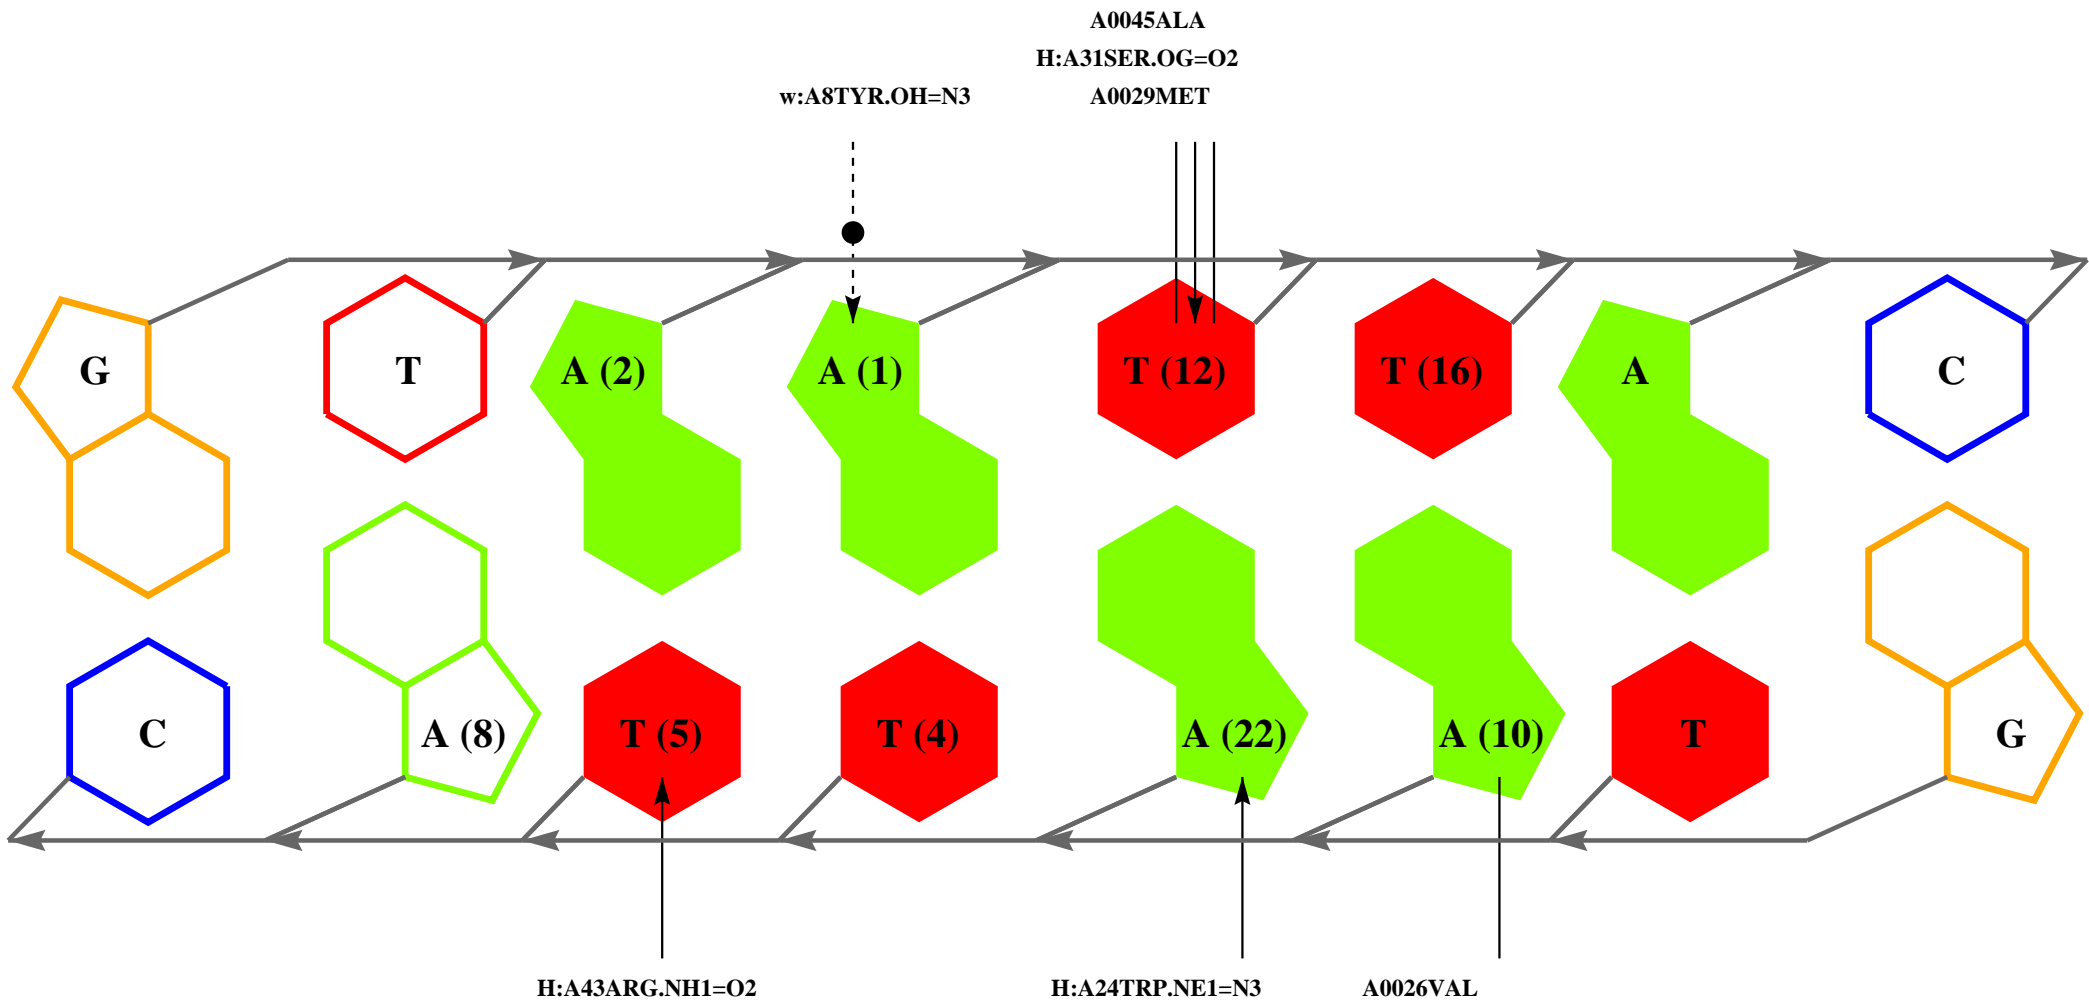 A0045ALA
H:A31SER.OG=O2
w:A8TYR.OH=N3 A0029MET
G T A (2) A (1) T (12) T (16) A C
C A (8) T (5) T (4) A (22) A (10) T G
H:A43ARG.NH1=O2 H:A24TRP.NE1=N3 A0026VAL